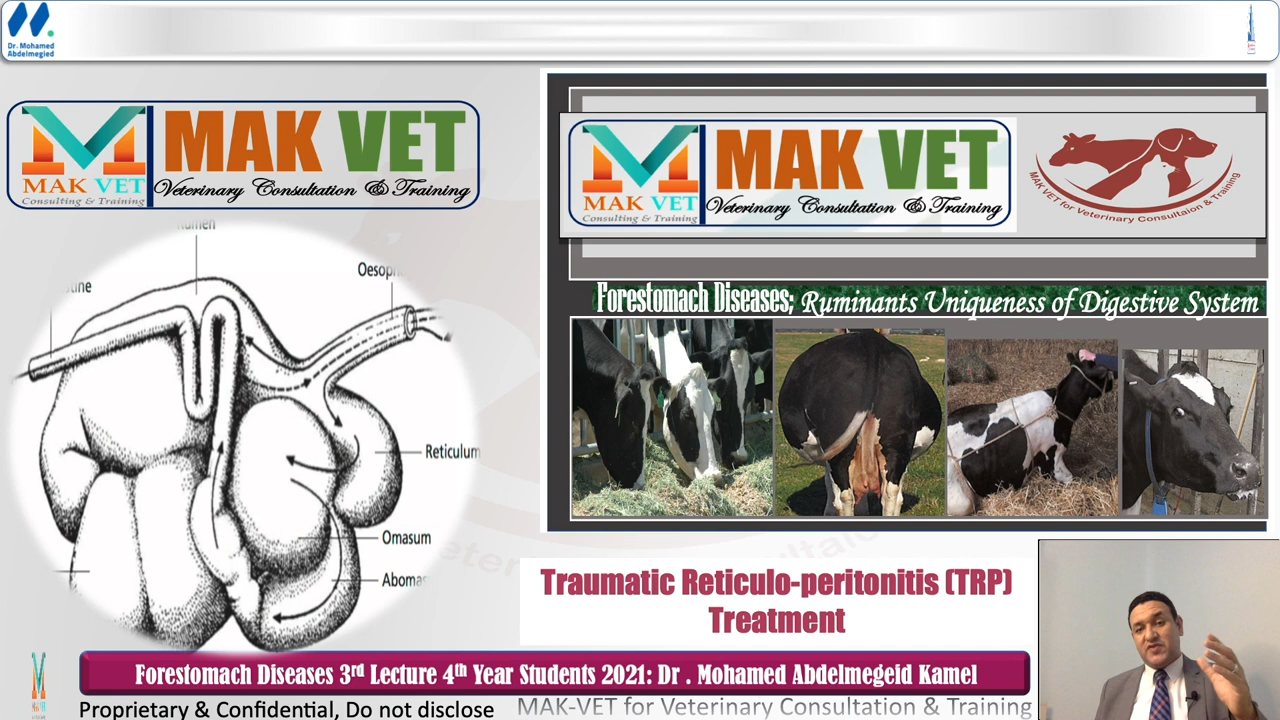 Dr. Mohamed
Abdelmegied
MAK VET
MAK VET
Veterinary Consultation & Training
Consulting & Training
MAK VET
MAK VET
Veterinary Consultation & Training
Consulting & Training
MAK VET for Veterinary Consultaion & Training
Forestomach Diseases; Ruminants Uniqueness of Digestive System
Reticulum
Omasum
Traumatic Reticulo-peritonitis (TRP)
Treatment
Forestomach Diseases 3rd Lecture 4th Year Students 2021: Dr . Mohamed Abdelmegeid Kamel
Proprietary & Confidential, Do not disclose
MAK-VET for Veterinary Consultation & Training